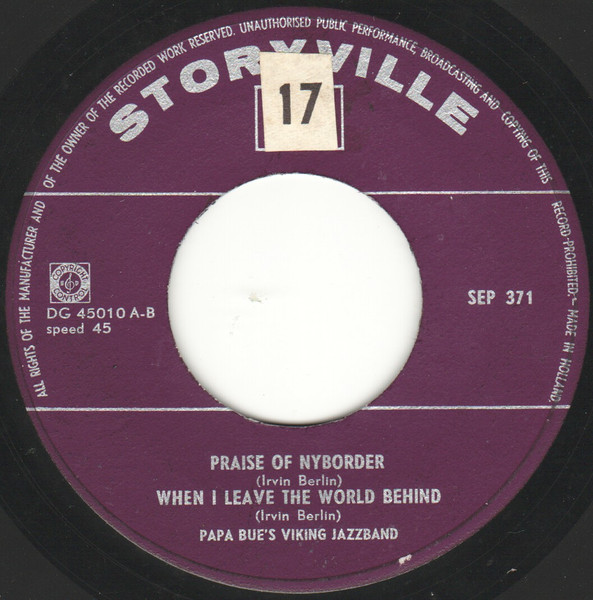 ALL RIGHTS OF THE MANUFACTURER AND OF THE OWNER OF THE RECORDED WORK RESERVED. UNAUTHORISED PUBLIC PERFORMANCE, BROADCASTING AND COPYING OF THIS RECORD PROHIBITED - MADE IN HOLLAND
STORYVILLE
17
COPYRIGHT
CONTROL
DG 45010 A-B
speed 45
SEP 371
PRAISE OF NYBORDER
(Irvin Berlin)
WHEN I LEAVE THE WORLD BEHIND
(Irvin Berlin)
PAPA BUE'S VIKING JAZZBAND